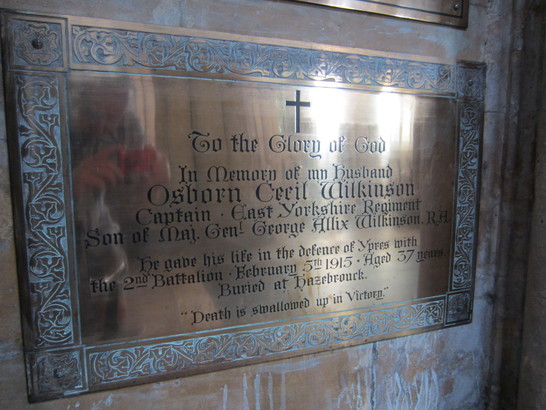 To the Glory of God
In Memory of my Husband
Osborn Cecil Wilkinson
Captain · East Yorkshire Regiment
Son of Maj. Genl. George Allix Wilkinson. R.A.
He gave his life in the defence of Ypres with
the 2nd Battalion · February 5th 1915 · Aged 37 years.
Buried at Hazebrouck.
"Death is swallowed up in Victory."